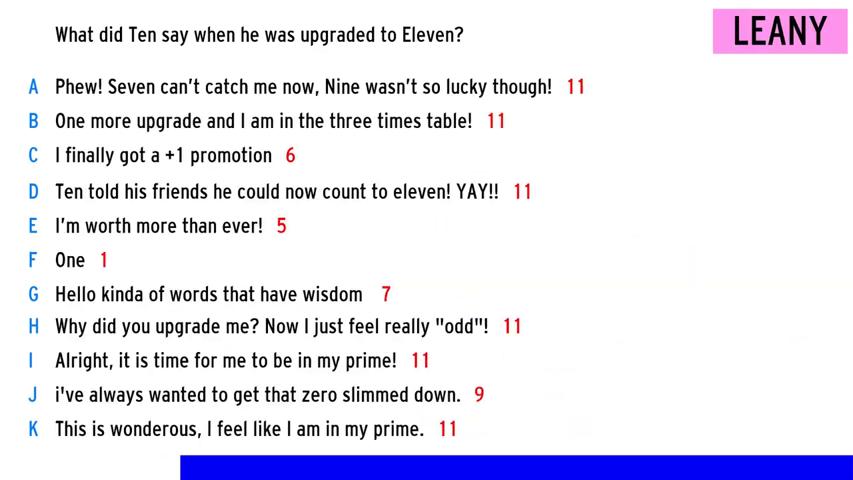 What did Ten say when he was upgraded to Eleven?
LEANY
A Phew! Seven can't catch me now, Nine wasn't so lucky though! 11
B One more upgrade and I am in the three times table! 11
C I finally got a +1 promotion 6
D Ten told his friends he could now count to eleven! YAY!! 11
E I'm worth more than ever! 5
F One 1
G Hello kinda of words that have wisdom 7
H Why did you upgrade me? Now I just feel really "odd"! 11
I Alright, it is time for me to be in my prime! 11
J i've always wanted to get that zero slimmed down. 9
K This is wonderous, I feel like I am in my prime. 11